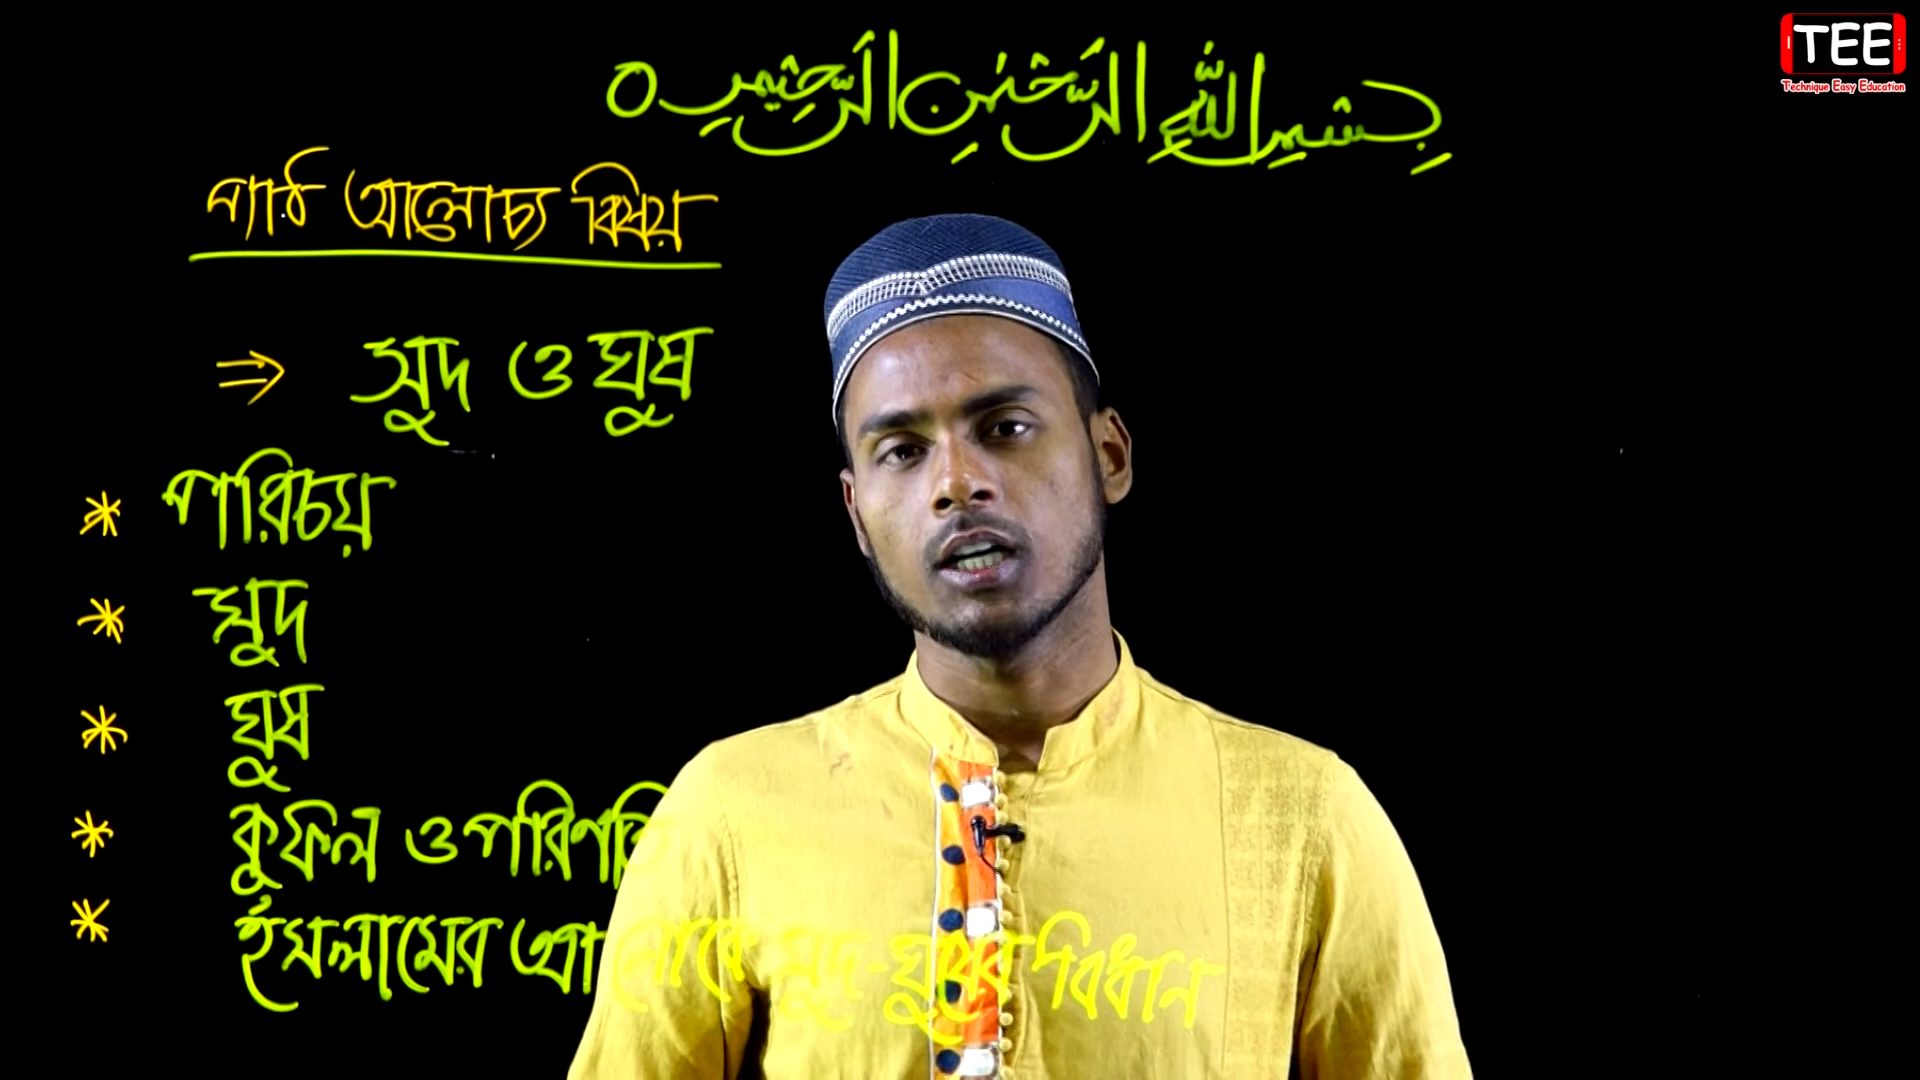 TEE
Technique Easy Education
بِسْمِ اللّٰهِ الرَّحْمٰنِ الرَّحِيْمِ ○
পাঠ আলোচ্য বিষয়
⇒ সুদ ও ঘুষ
* পরিচয়
* সুদ
* ঘুষ
* কুফল ও পরিণতি
* ইসলামের আলোকে সুদ-ঘুষের বিধান